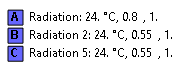 A Radiation: 24. °C, 0.8 , 1.
B Radiation 2: 24. °C, 0.55 , 1.
C Radiation 5: 24. °C, 0.55 , 1.